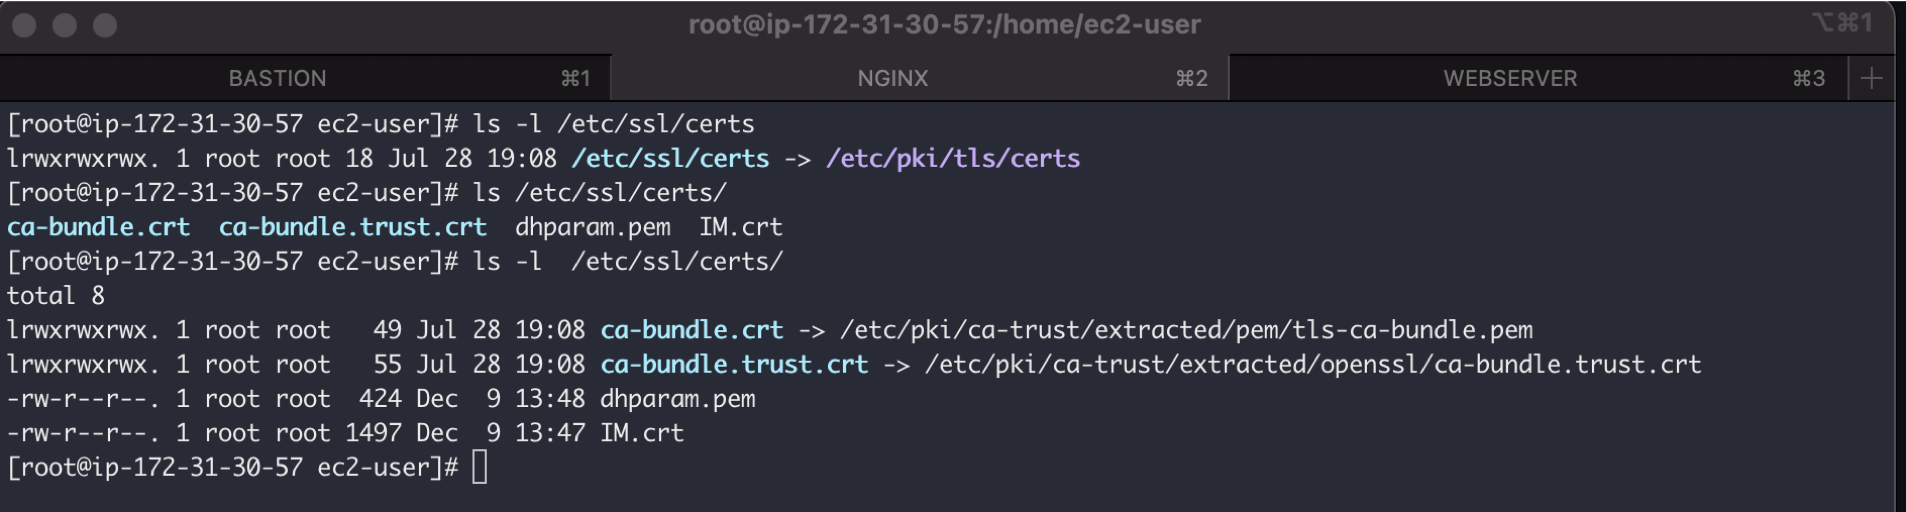 root@ip-172-31-30-57:/home/ec2-user ⌥⌘1
BASTION ⌘1 NGINX ⌘2 WEBSERVER ⌘3 +
[root@ip-172-31-30-57 ec2-user]# ls -l /etc/ssl/certs
lrwxrwxrwx. 1 root root 18 Jul 28 19:08 /etc/ssl/certs -> /etc/pki/tls/certs
[root@ip-172-31-30-57 ec2-user]# ls /etc/ssl/certs/
ca-bundle.crt  ca-bundle.trust.crt  dhparam.pem  IM.crt
[root@ip-172-31-30-57 ec2-user]# ls -l  /etc/ssl/certs/
total 8
lrwxrwxrwx. 1 root root   49 Jul 28 19:08 ca-bundle.crt -> /etc/pki/ca-trust/extracted/pem/tls-ca-bundle.pem
lrwxrwxrwx. 1 root root   55 Jul 28 19:08 ca-bundle.trust.crt -> /etc/pki/ca-trust/extracted/openssl/ca-bundle.trust.crt
-rw-r--r--. 1 root root  424 Dec  9 13:48 dhparam.pem
-rw-r--r--. 1 root root 1497 Dec  9 13:47 IM.crt
[root@ip-172-31-30-57 ec2-user]#